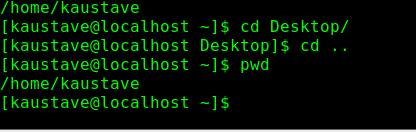 /home/kaustave
[kaustave@localhost ~]$ cd Desktop/
[kaustave@localhost Desktop]$ cd ..
[kaustave@localhost ~]$ pwd
/home/kaustave
[kaustave@localhost ~]$